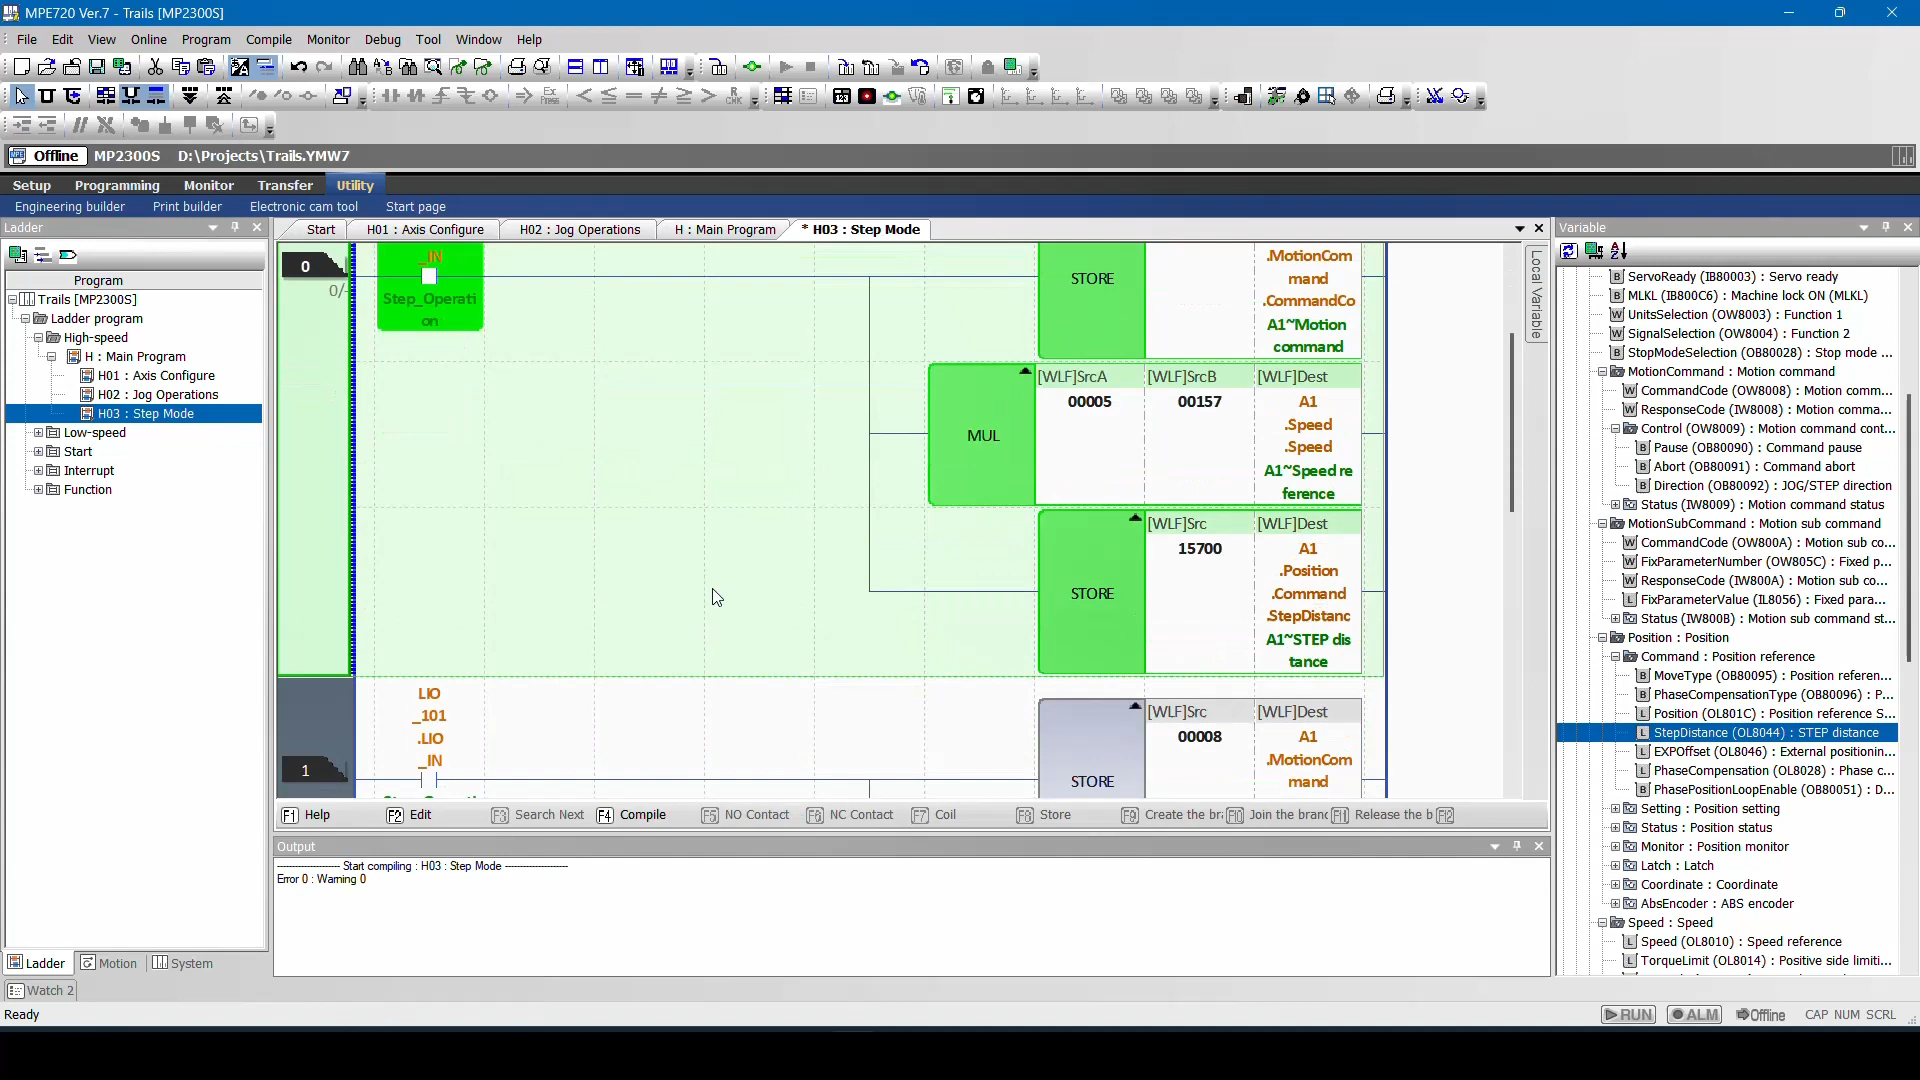 MPE720 Ver.7 - Trails [MP2300S]
File Edit View Online Program Compile Monitor Debug Tool Window Help
Offline MP2300S D:\Projects\Trails.YMW7
Setup Programming Monitor Transfer Utility
Engineering builder Print builder Electronic cam tool Start page
Ladder
Program
Trails [MP2300S]
Ladder program
High-speed
H : Main Program
H01 : Axis Configure
H02 : Jog Operations
H03 : Step Mode
Low-speed
Start
Interrupt
Function
Ladder Motion System
Watch 2
Start H01 : Axis Configure H02 : Jog Operations H : Main Program * H03 : Step Mode
0
0/-
_IN
Step_Operati
on
STORE
.MotionCom
mand
.CommandCo
A1~Motion
command
MUL
[WLF]SrcA [WLF]SrcB [WLF]Dest
00005 00157 A1
.Speed
.Speed
A1~Speed re
ference
STORE
[WLF]Src [WLF]Dest
15700 A1
.Position
.Command
.StepDistanc
A1~STEP dis
tance
1
LIO
_101
.LIO
_IN
STORE
[WLF]Src [WLF]Dest
00008 A1
.MotionCom
mand
Local Variable
F1 Help F2 Edit F3 Search Next F4 Compile F5 NO Contact F6 NC Contact F7 Coil F8 Store F9 Create the br: F10 Join the branc F11 Release the b F12
Output
Start compiling : H03 : Step Mode
Error 0 : Warning 0
Variable
ServoReady (IB80003) : Servo ready
MLKL (IB800C6) : Machine lock ON (MLKL)
UnitsSelection (OW8003) : Function 1
SignalSelection (OW8004) : Function 2
StopModeSelection (OB80028) : Stop mode ...
MotionCommand : Motion command
CommandCode (OW8008) : Motion comm...
ResponseCode (IW8008) : Motion comma...
Control (OW8009) : Motion command cont...
Pause (OB80090) : Command pause
Abort (OB80091) : Command abort
Direction (OB80092) : JOG/STEP direction
Status (IW8009) : Motion command status
MotionSubCommand : Motion sub command
CommandCode (OW800A) : Motion sub co...
FixParameterNumber (OW805C) : Fixed p...
ResponseCode (IW800A) : Motion sub co...
FixParameterValue (IL8056) : Fixed para...
Status (IW800B) : Motion sub command st...
Position : Position
Command : Position reference
MoveType (OB80095) : Position referen...
PhaseCompensationType (OB80096) : P...
Position (OL801C) : Position reference S...
StepDistance (OL8044) : STEP distance
EXPOffset (OL8046) : External positionin...
PhaseCompensation (OL8028) : Phase c...
PhasePositionLoopEnable (OB80051) : D...
Setting : Position setting
Status : Position status
Monitor : Position monitor
Latch : Latch
Coordinate : Coordinate
AbsEncoder : ABS encoder
Speed : Speed
Speed (OL8010) : Speed reference
TorqueLimit (OL8014) : Positive side limiti...
Ready
RUN ALM Offline CAP NUM SCRL